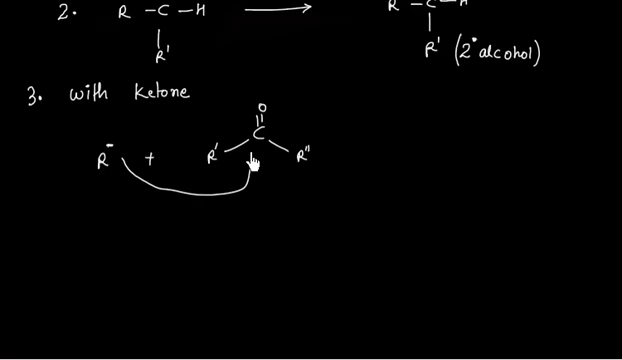 2. R - C - H ⟶ R - C - H
R' R' (2° alcohol)
3. with ketone
O
||
C
R⁻ + R' R"